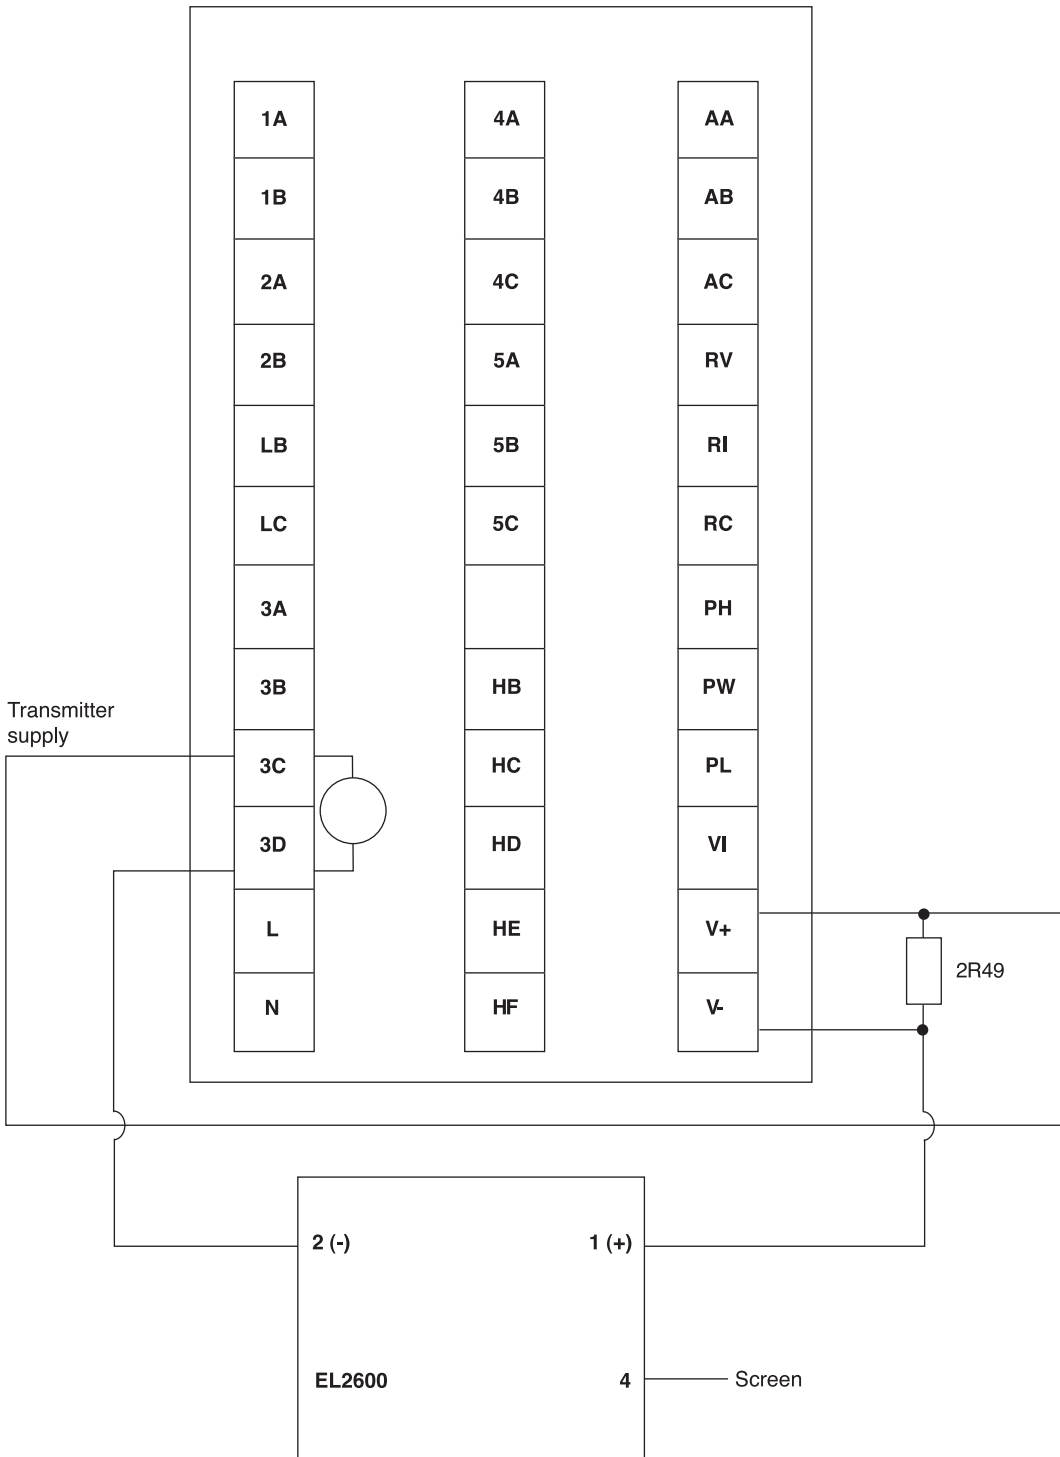 1A
1B
2A
2B
LB
LC
3A
3B
3C
3D
L
N
4A
4B
4C
5A
5B
5C
HB
HC
HD
HE
HF
AA
AB
AC
RV
RI
RC
PH
PW
PL
VI
V+
V-
Transmitter
supply
2R49
2 (-)
1 (+)
EL2600
4
Screen